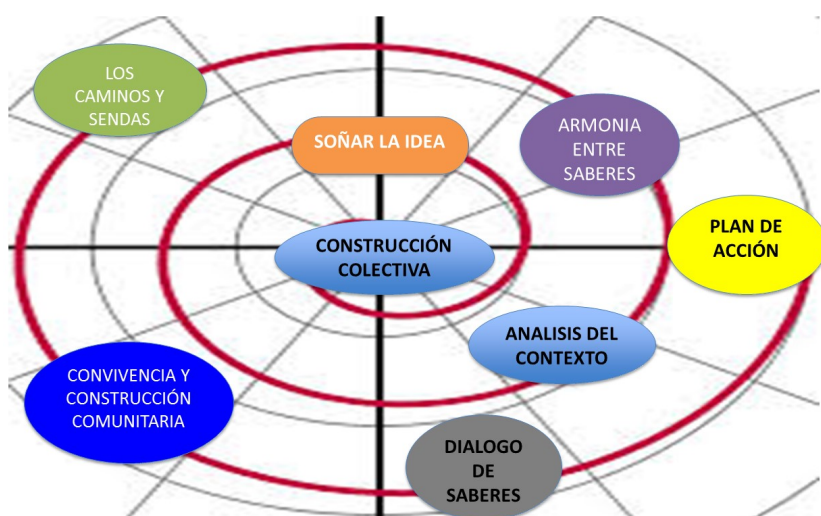 LOS
CAMINOS Y
SENDAS
SOÑAR LA IDEA
ARMONIA
ENTRE
SABERES
PLAN DE
ACCIÓN
CONSTRUCCIÓN
COLECTIVA
ANALISIS DEL
CONTEXTO
CONVIVENCIA Y
CONSTRUCCIÓN
COMUNITARIA
DIALOGO
DE
SABERES